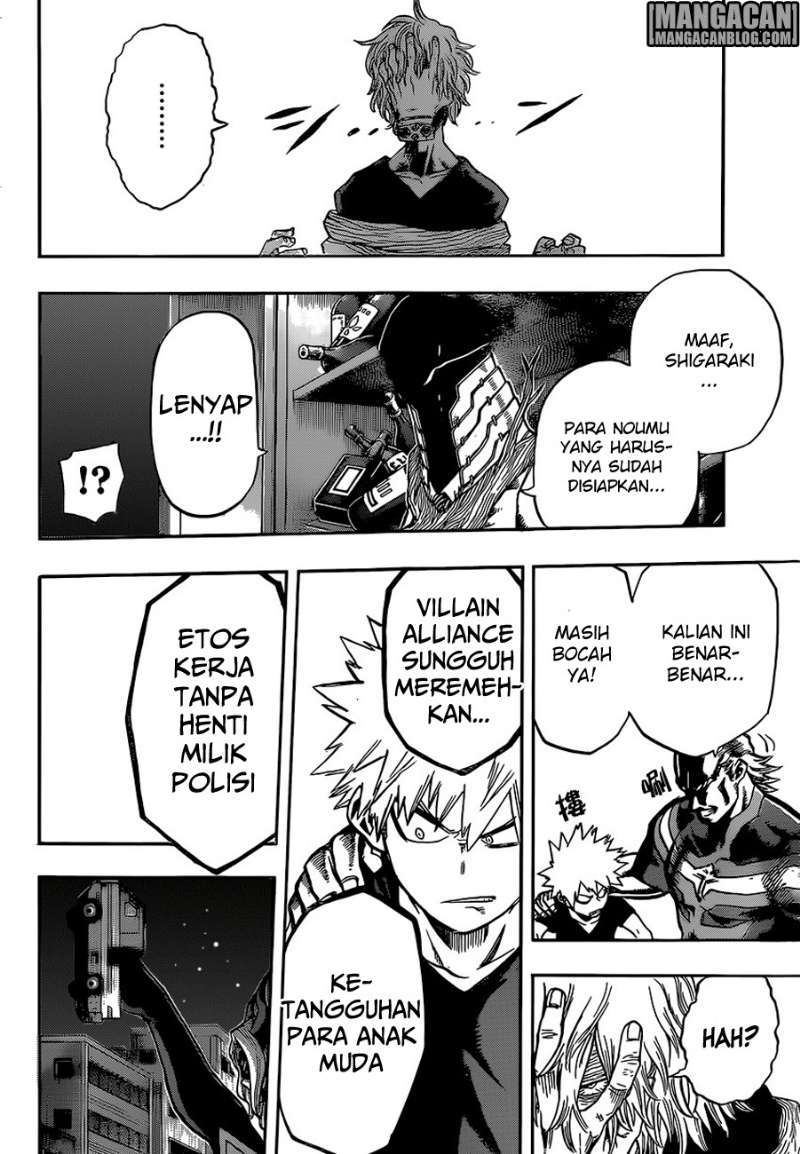 MANGACAN
MANGACANBLOG.COM
.........
MAAF,
SHIGARAKI
...
PARA NOUMU
YANG HARUS-
NYA SUDAH
DISIAPKAN...
LENYAP
...!!
!?
KALIAN INI
BENAR-
BENAR...
MASIH
BOCAH
YA!
VILLAIN
ALLIANCE
SUNGGUH
MEREMEH-
KAN...
ETOS
KERJA
TANPA
HENTI
MILIK
POLISI
KE-
TANGGUHAN
PARA ANAK
MUDA
HAH?